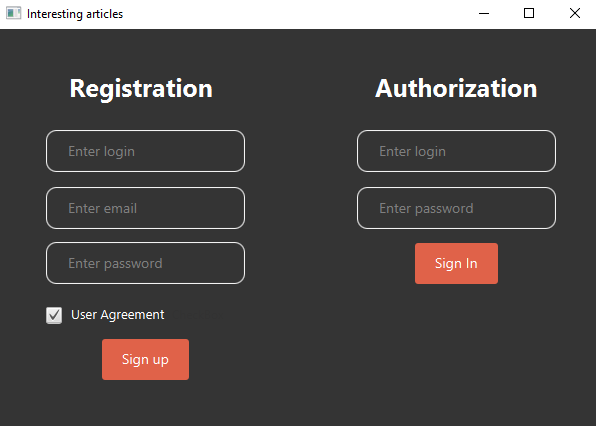 Interesting articles
Registration
Enter login
Enter email
Enter password
User Agreement
Sign up
Authorization
Enter login
Enter password
Sign In